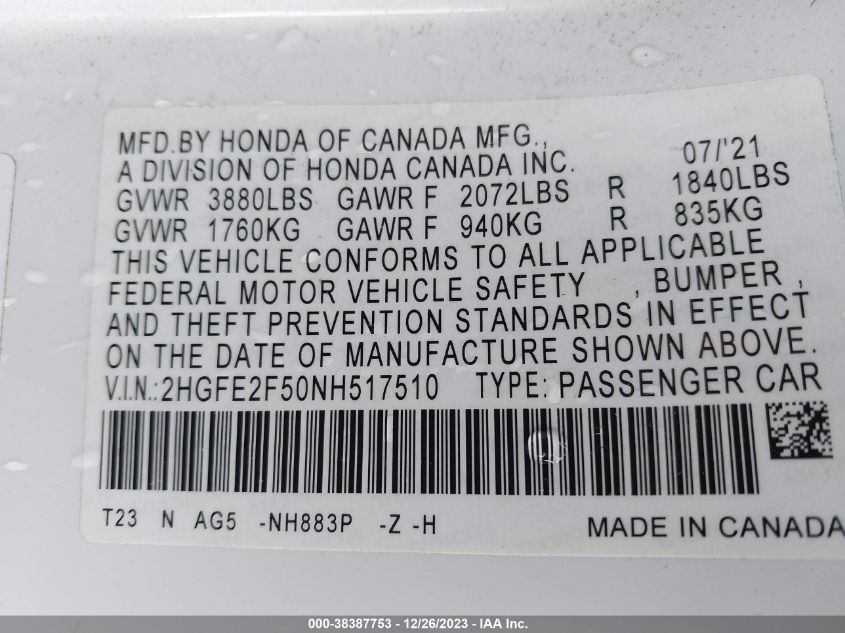 MFD.BY HONDA OF CANADA MFG.,
A DIVISION OF HONDA CANADA INC. 07/'21
GVWR 3880LBS GAWR F 2072LBS R 1840LBS
GVWR 1760KG GAWR F 940KG R 835KG
THIS VEHICLE CONFORMS TO ALL APPLICABLE
FEDERAL MOTOR VEHICLE SAFETY , BUMPER ,
AND THEFT PREVENTION STANDARDS IN EFFECT
ON THE DATE OF MANUFACTURE SHOWN ABOVE.
V.I.N.:2HGFE2F50NH517510 TYPE: PASSENGER CAR
T23 N AG5 -NH883P -Z -H MADE IN CANADA
000-38387753 - 12/26/2023 - IAA Inc.